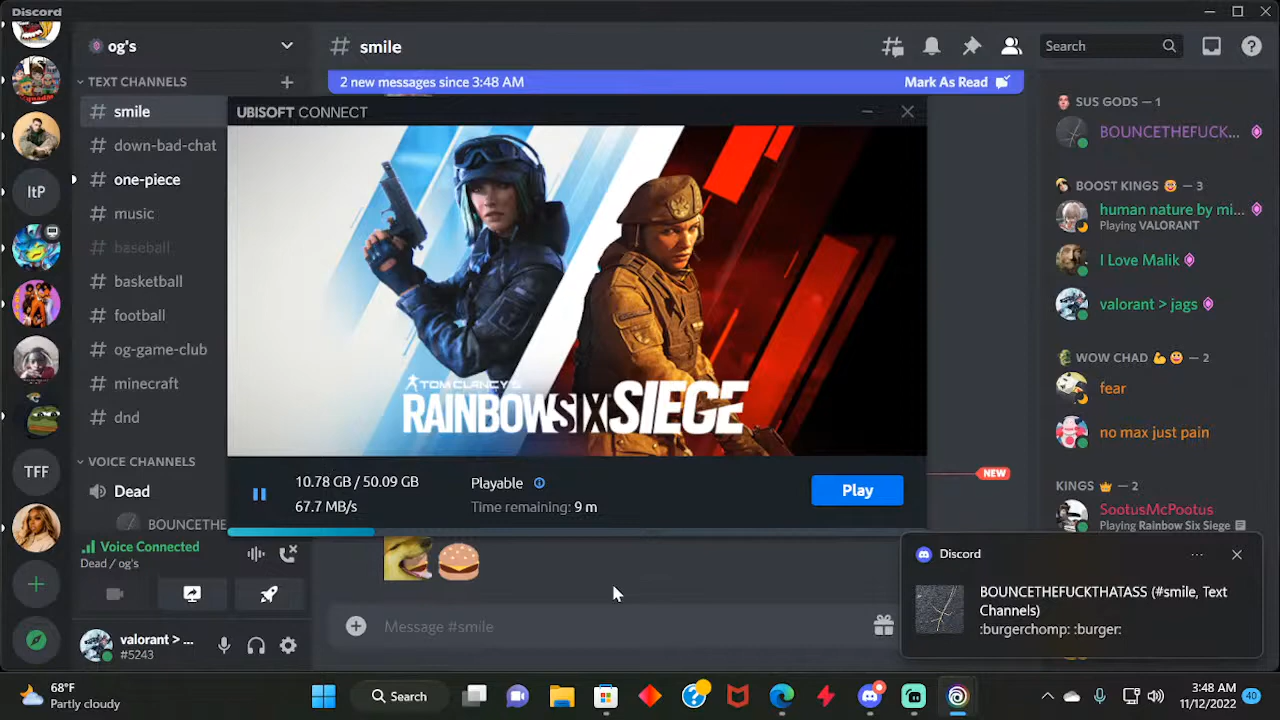 Discord
og's
# smile
Search
2 new messages since 3:48 AM
Mark As Read
TEXT CHANNELS
# smile
# down-bad-chat
# one-piece
# music
# baseball
# basketball
# football
# og-game-club
# minecraft
# dnd
VOICE CHANNELS
Dead
BOUNCETHE
Voice Connected
Dead / og's
valorant > ...
#5243
ItP
TFF
UBISOFT CONNECT
TOM CLANCY'S
RAINBOW SIX SIEGE
10.78 GB / 50.09 GB
67.7 MB/s
Playable
Time remaining: 9 m
Play
NEW
Message #smile
SUS GODS — 1
BOUNCETHEFUCK...
BOOST KINGS 🤠 — 3
human nature by mi...
Playing VALORANT
I Love Malik
valorant > jags
WOW CHAD 💪😀 — 2
fear
no max just pain
KINGS 👑 — 2
SootusMcPootus
Playing Rainbow Six Siege
Discord
BOUNCETHEFUCKTHATASS (#smile, Text
Channels)
:burgerchomp: :burger:
68°F
Partly cloudy
Search
3:48 AM
11/12/2022
40